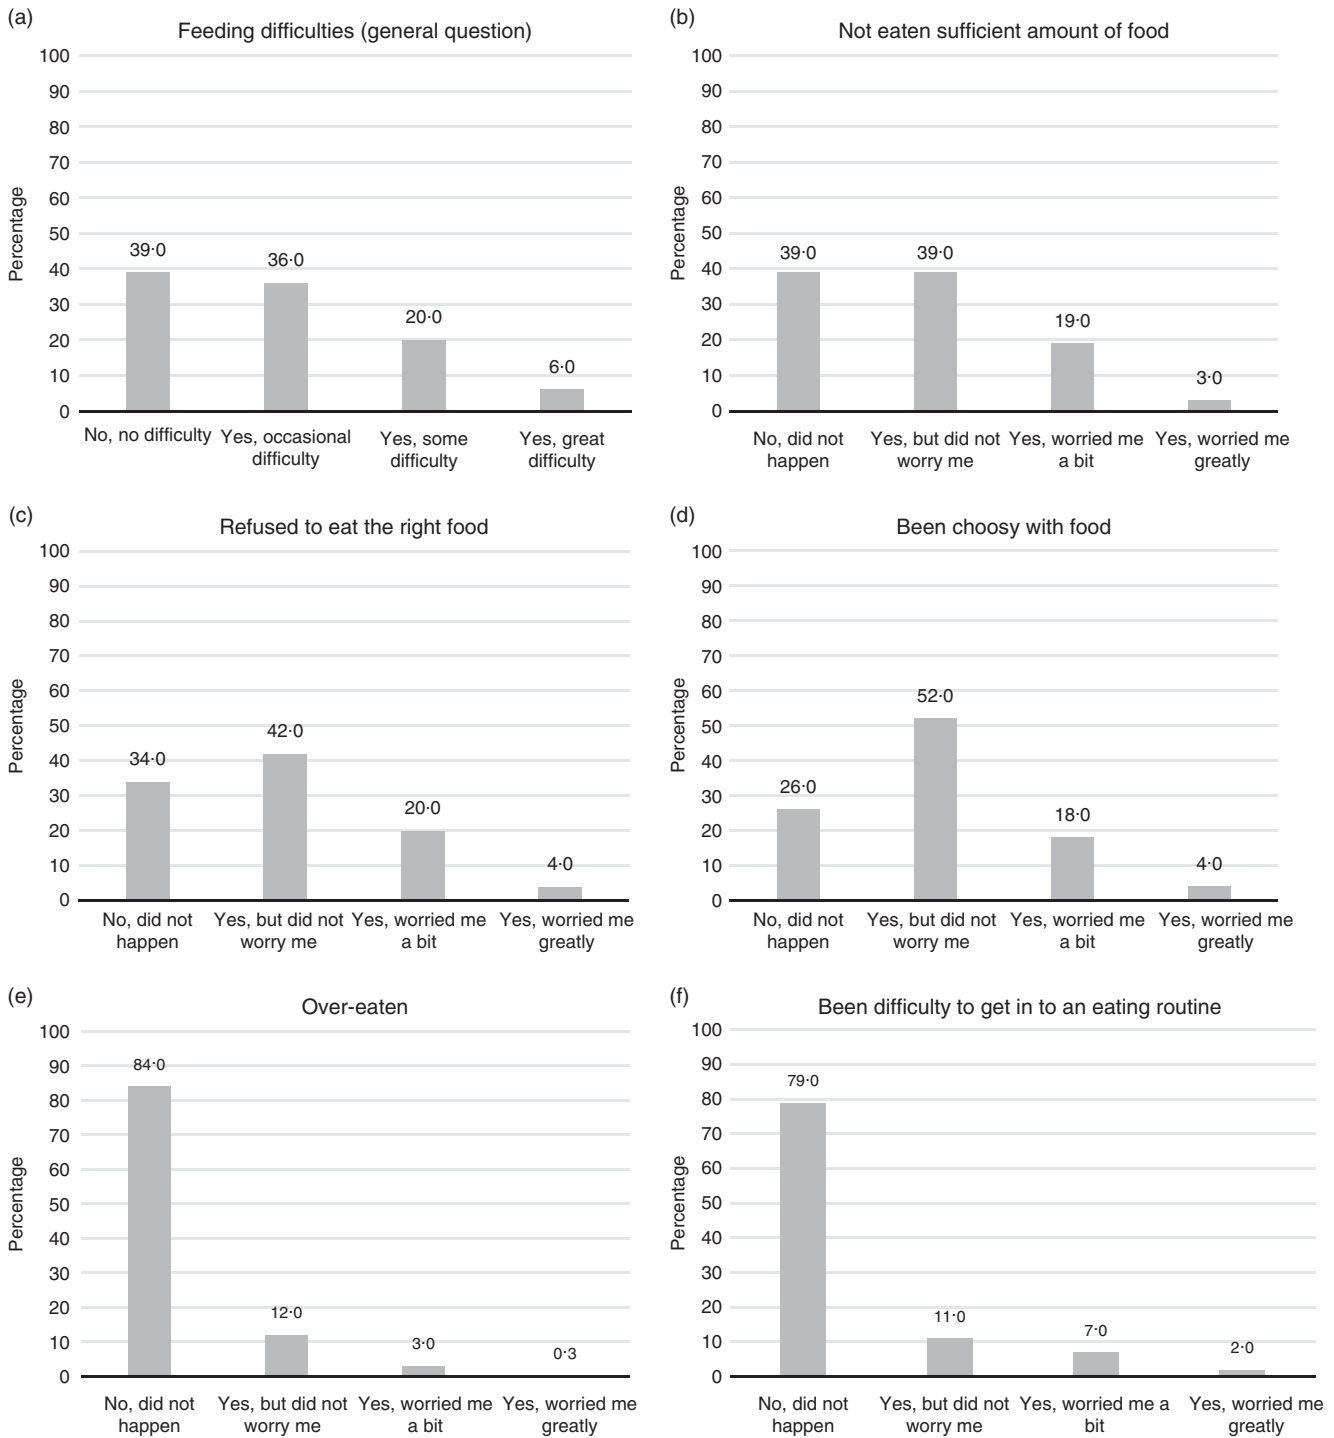 (a)
Feeding difficulties (general question)
100
90
80
70
60
50
40
30
20
10
0
Percentage
39·0
36·0
20·0
6·0
No, no difficulty
Yes, occasional
difficulty
Yes, some
difficulty
Yes, great
difficulty
(b)
Not eaten sufficient amount of food
100
90
80
70
60
50
40
30
20
10
0
Percentage
39·0
39·0
19·0
3·0
No, did not
happen
Yes, but did not
worry me
Yes, worried me
a bit
Yes, worried me
greatly
(c)
Refused to eat the right food
100
90
80
70
60
50
40
30
20
10
0
Percentage
34·0
42·0
20·0
4·0
No, did not
happen
Yes, but did not
worry me
Yes, worried me
a bit
Yes, worried me
greatly
(d)
Been choosy with food
100
90
80
70
60
50
40
30
20
10
0
Percentage
26·0
52·0
18·0
4·0
No, did not
happen
Yes, but did not
worry me
Yes, worried me
a bit
Yes, worried me
greatly
(e)
Over-eaten
100
90
80
70
60
50
40
30
20
10
0
Percentage
84·0
12·0
3·0
0·3
No, did not
happen
Yes, but did not
worry me
Yes, worried me
a bit
Yes, worried me
greatly
(f)
Been difficulty to get in to an eating routine
100
90
80
70
60
50
40
30
20
10
0
Percentage
79·0
11·0
7·0
2·0
No, did not
happen
Yes, but did not
worry me
Yes, worried me a
bit
Yes, worried me
greatly